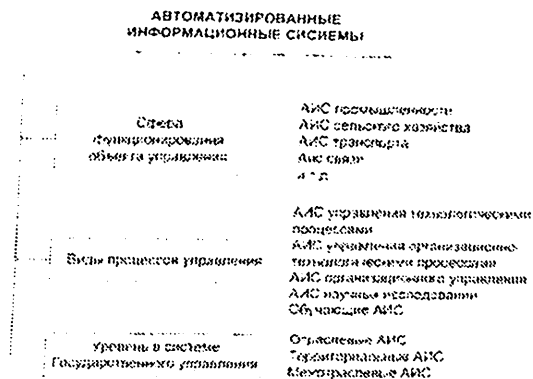 АВТОМАТИЗИРОВАННЫЕ
ИНФОРМАЦИОННЫЕ СИСИЕМЫ
Сфера
функционирования
объекта управления
АИС промышленности
АИС сельского хозяйства
АИС транспорта
Аис связи
и т.д.
Виды процессов управления
АИС управления технологическими
процессами
АИС управления организационно-
технологическими процессами
АИС организационного управления
АИС научных исследований
Обучающие АИС
Уровень в системе
Государственного управления
Отраслевые АИС
Территориальные АИС
Межотраслевые АИС